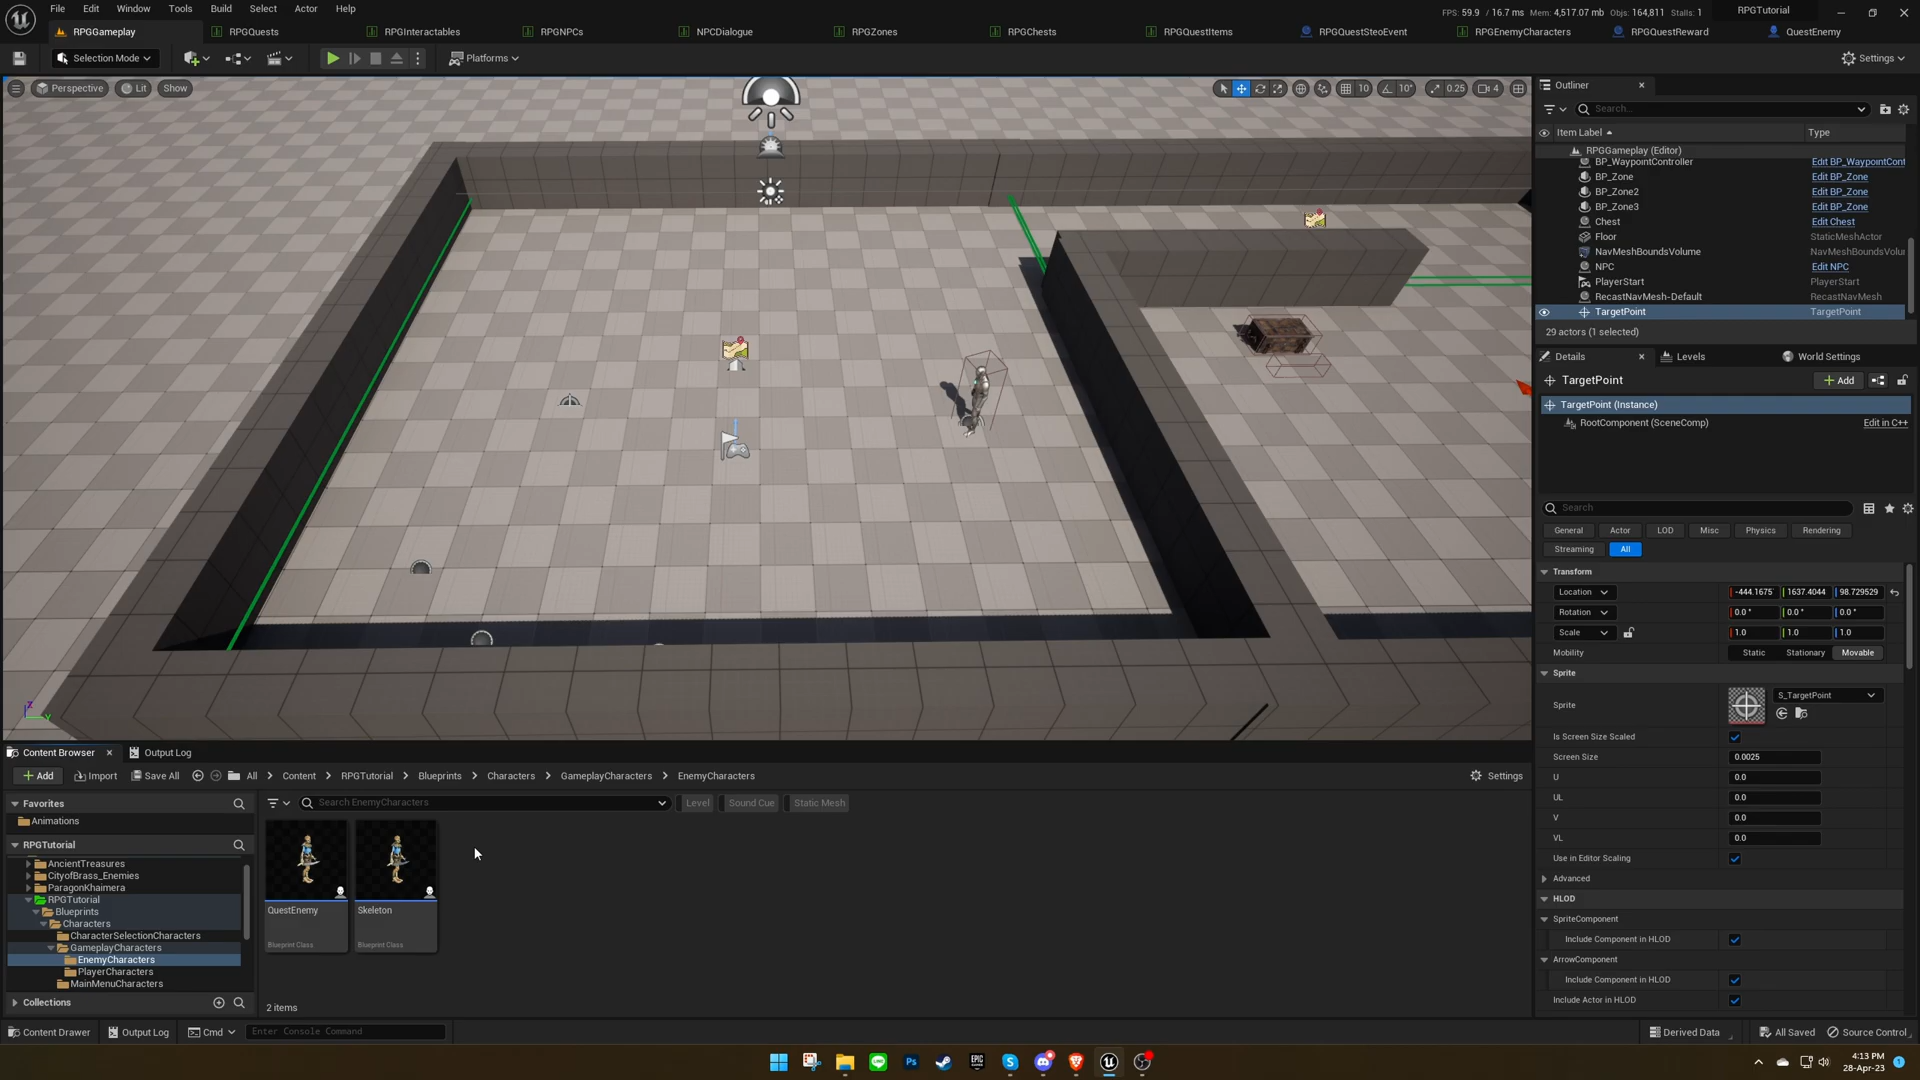 File Edit Window Tools Build Select Actor Help
FPS: 59.9 / 16.7 ms Mem: 4,517.07 mb Objs: 164,811 Stalls: 1 RPGTutorial
RPGGameplay RPGQuests RPGInteractables RPGNPCs NPCDialogue RPGZones RPGChests RPGQuestItems RPGQuestSteoEvent RPGEnemyCharacters RPGQuestReward QuestEnemy
Selection Mode Platforms Settings
Perspective Lit Show 10 10° 0.25 4
Outliner
Search...
Item Label Type
RPGGameplay (Editor)
BP_WaypointController Edit BP_WaypointCont
BP_Zone Edit BP_Zone
BP_Zone2 Edit BP_Zone
BP_Zone3 Edit BP_Zone
Chest Edit Chest
Floor StaticMeshActor
NavMeshBoundsVolume NavMeshBoundsVolu
NPC Edit NPC
PlayerStart PlayerStart
RecastNavMesh-Default RecastNavMesh
TargetPoint TargetPoint
29 actors (1 selected)
Details Levels World Settings
TargetPoint Add
TargetPoint (Instance)
RootComponent (SceneComp) Edit in C++
Search
General Actor LOD Misc Physics Rendering
Streaming All
Transform
Location -444.1675 1637.4044 98.729529
Rotation 0.0° 0.0° 0.0°
Scale 1.0 1.0 1.0
Mobility Static Stationary Movable
Sprite
Sprite S_TargetPoint
Is Screen Size Scaled
Screen Size 0.0025
U 0.0
UL 0.0
V 0.0
VL 0.0
Use in Editor Scaling
Advanced
HLOD
SpriteComponent
Include Component in HLOD
ArrowComponent
Include Component in HLOD
Include Actor in HLOD
Z
Y
Content Browser Output Log
Add Import Save All All Content RPGTutorial Blueprints Characters GameplayCharacters EnemyCharacters Settings
Favorites
Animations
RPGTutorial
AncientTreasures
CityofBrass_Enemies
ParagonKhaimera
RPGTutorial
Blueprints
Characters
CharacterSelectionCharacters
GameplayCharacters
EnemyCharacters
PlayerCharacters
MainMenuCharacters
Collections
Search EnemyCharacters Level Sound Cue Static Mesh
QuestEnemy Skeleton
Blueprint Class Blueprint Class
2 items
Content Drawer Output Log Cmd Enter Console Command Derived Data All Saved Source Control
Ps EPIC
4:13 PM
28-Apr-23
1